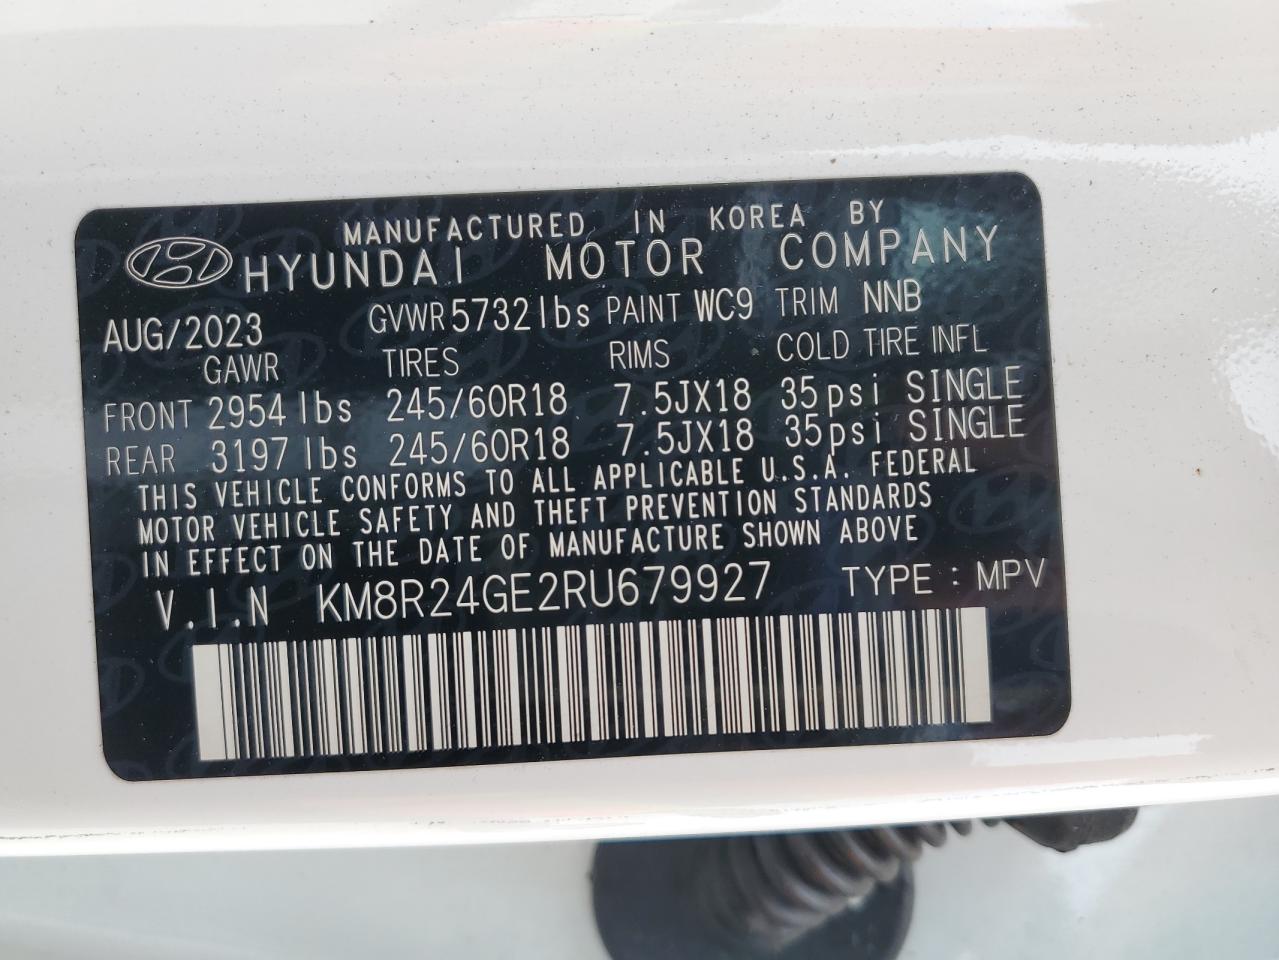 MANUFACTURED IN KOREA BY
HYUNDAI MOTOR COMPANY
AUG/2023 GVWR 5732 lbs PAINT WC9 TRIM NNB
GAWR TIRES RIMS COLD TIRE INFL
FRONT 2954 lbs 245/60R18 7.5JX18 35psi SINGLE
REAR 3197 lbs 245/60R18 7.5JX18 35psi SINGLE
THIS VEHICLE CONFORMS TO ALL APPLICABLE U.S.A. FEDERAL
MOTOR VEHICLE SAFETY AND THEFT PREVENTION STANDARDS
IN EFFECT ON THE DATE OF MANUFACTURE SHOWN ABOVE
V.I.N KM8R24GE2RU679927 TYPE : MPV